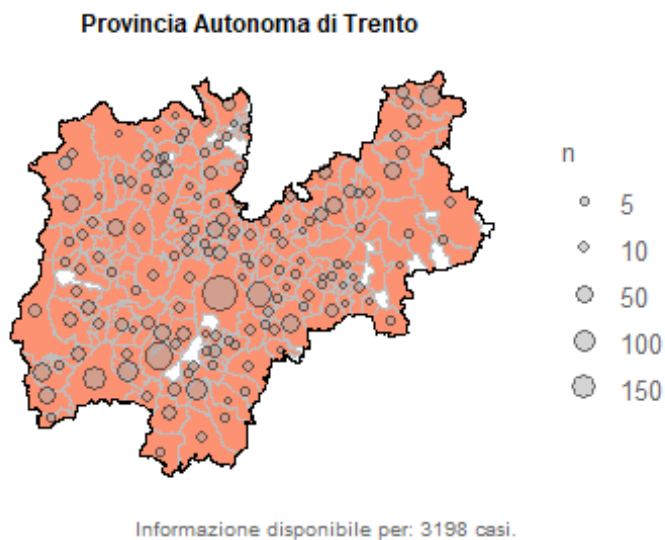 Provincia Autonoma di Trento
n
5
10
50
100
150
Informazione disponibile per: 3198 casi.